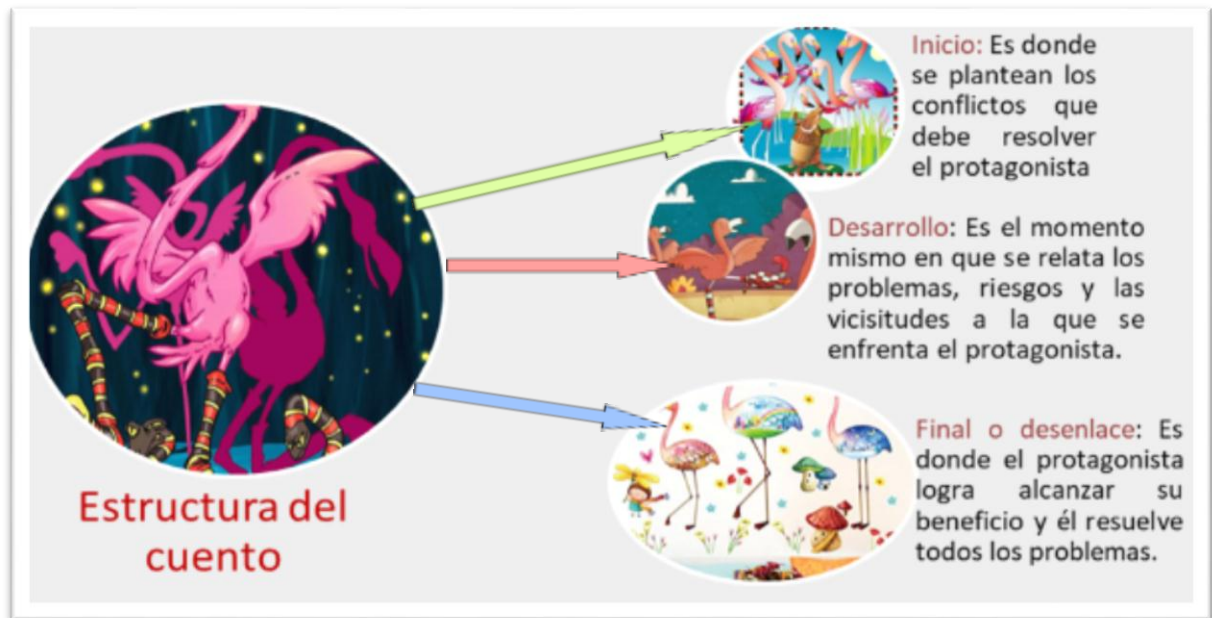 Inicio: Es donde
se plantean los
conflictos que
debe resolver
el protagonista
Desarrollo: Es el momento
mismo en que se relata los
problemas, riesgos y las
vicisitudes a la que se
enfrenta el protagonista.
Final o desenlace: Es
donde el protagonista
logra alcanzar su
beneficio y él resuelve
todos los problemas.
Estructura del
cuento